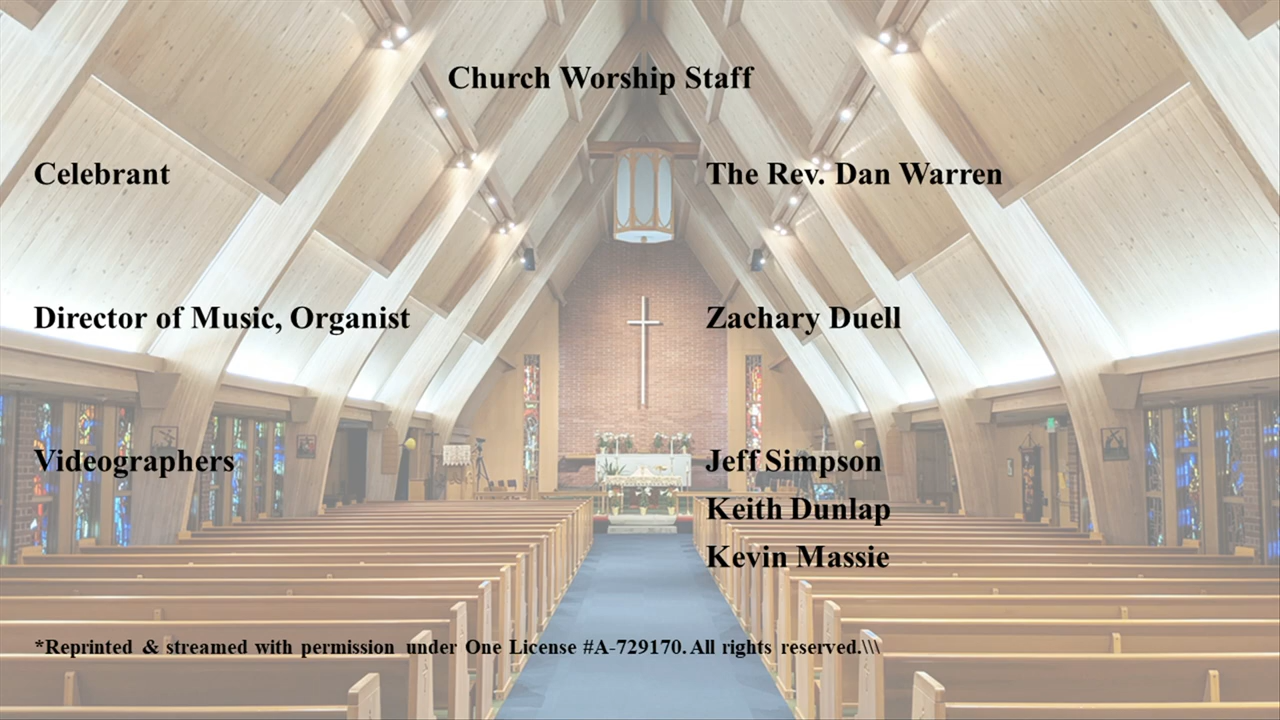 Church Worship Staff
Celebrant The Rev. Dan Warren
Director of Music, Organist Zachary Duell
Videographers Jeff Simpson
Keith Dunlap
Kevin Massie
*Reprinted & streamed with permission under One License #A-729170. All rights reserved.\\\